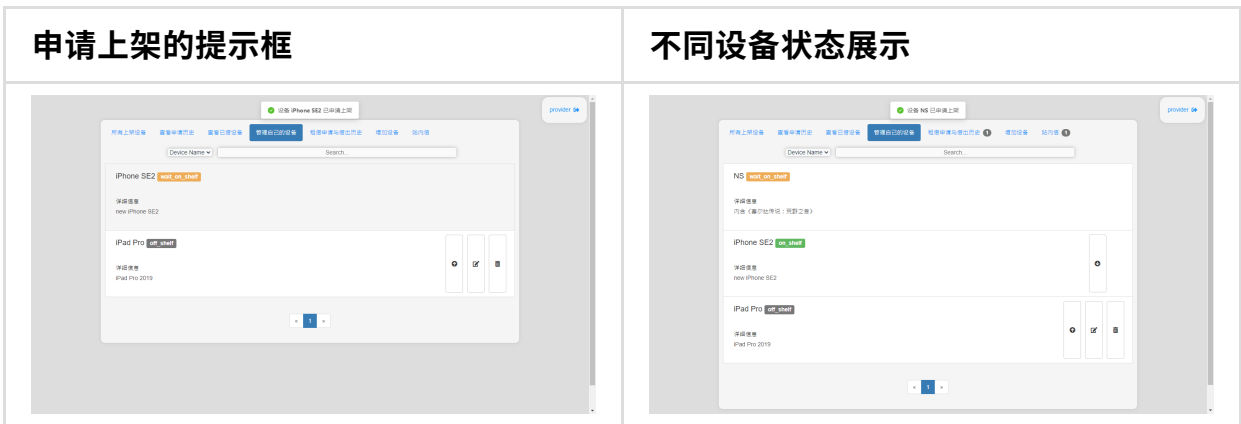 申请上架的提示框
不同设备状态展示
设备 iPhone SE2 已申请上架
provider
所有上架设备 查看申请历史 查看已借设备 管理自己的设备 租借申请与借出历史 增加设备 站内信
Device Name
Search...
iPhone SE2 wait_on_shelf
详细信息
new iPhone SE2
iPad Pro off_shelf
详细信息
iPad Pro 2019
« 1 »
设备 NS 已申请上架
provider
所有上架设备 查看申请历史 查看已借设备 管理自己的设备 租借申请与借出历史 1 增加设备 站内信 1
Device Name
Search...
NS wait_on_shelf
详细信息
内含《塞尔达传说：荒野之息》
iPhone SE2 on_shelf
详细信息
new iPhone SE2
iPad Pro off_shelf
详细信息
iPad Pro 2019
« 1 »